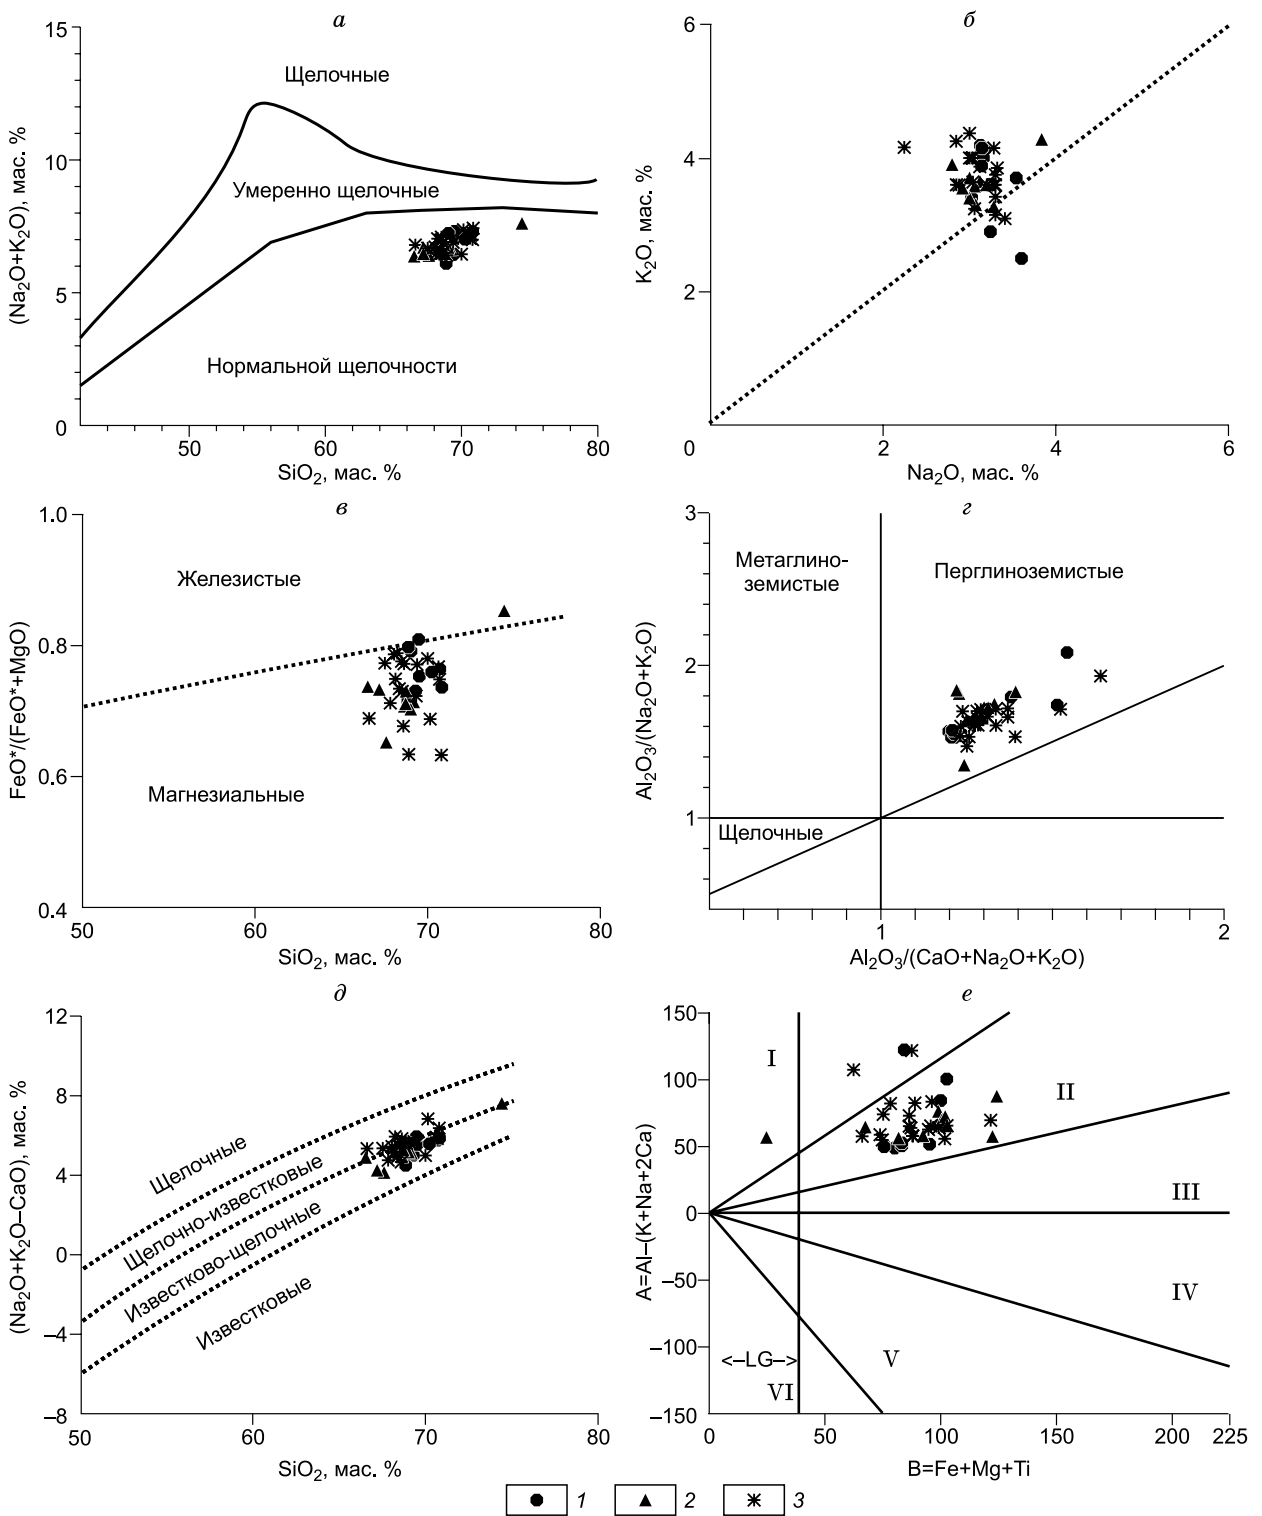 а
15
10
5
0
50
60
70
80
(Na₂O+K₂O), мас. %
Щелочные
Умеренно щелочные
Нормальной щелочности
SiO₂, мас. %
б
6
4
2
0
2
4
6
K₂O, мас. %
Na₂O, мас. %
в
1.0
0.8
0.6
0.4
50
60
70
80
FeO*/(FeO*+MgO)
Железистые
Магнезиальные
SiO₂, мас. %
г
3
2
1
1
2
Al₂O₃/(Na₂O+K₂O)
Метаглино-
земистые
Перглиноземистые
Щелочные
Al₂O₃/(CaO+Na₂O+K₂O)
д
12
8
4
0
–4
–8
50
60
70
80
(Na₂O+K₂O–CaO), мас. %
Щелочные
Щелочно-известковые
Известково-щелочные
Известковые
SiO₂, мас. %
е
150
100
50
0
–50
–100
–150
0
50
100
150
200
225
A=Al–(K+Na+2Ca)
I
II
III
IV
V
VI
<–LG–>
B=Fe+Mg+Ti
1
2
3